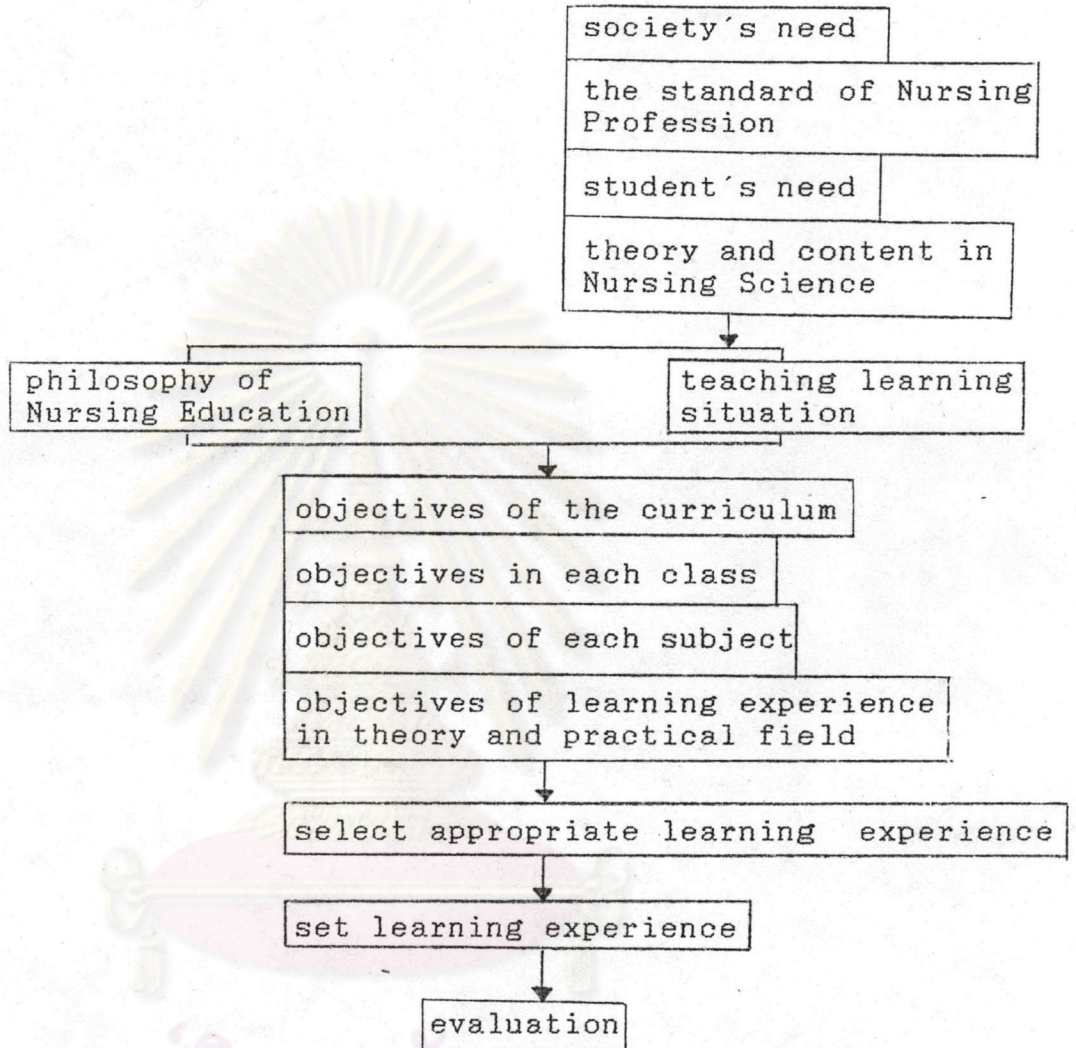 society´s need
the standard of Nursing
Profession
student´s need
theory and content in
Nursing Science
philosophy of
Nursing Education
teaching learning
situation
objectives of the curriculum
objectives in each class
objectives of each subject
objectives of learning experience
in theory and practical field
select appropriate learning experience
set learning experience
evaluation